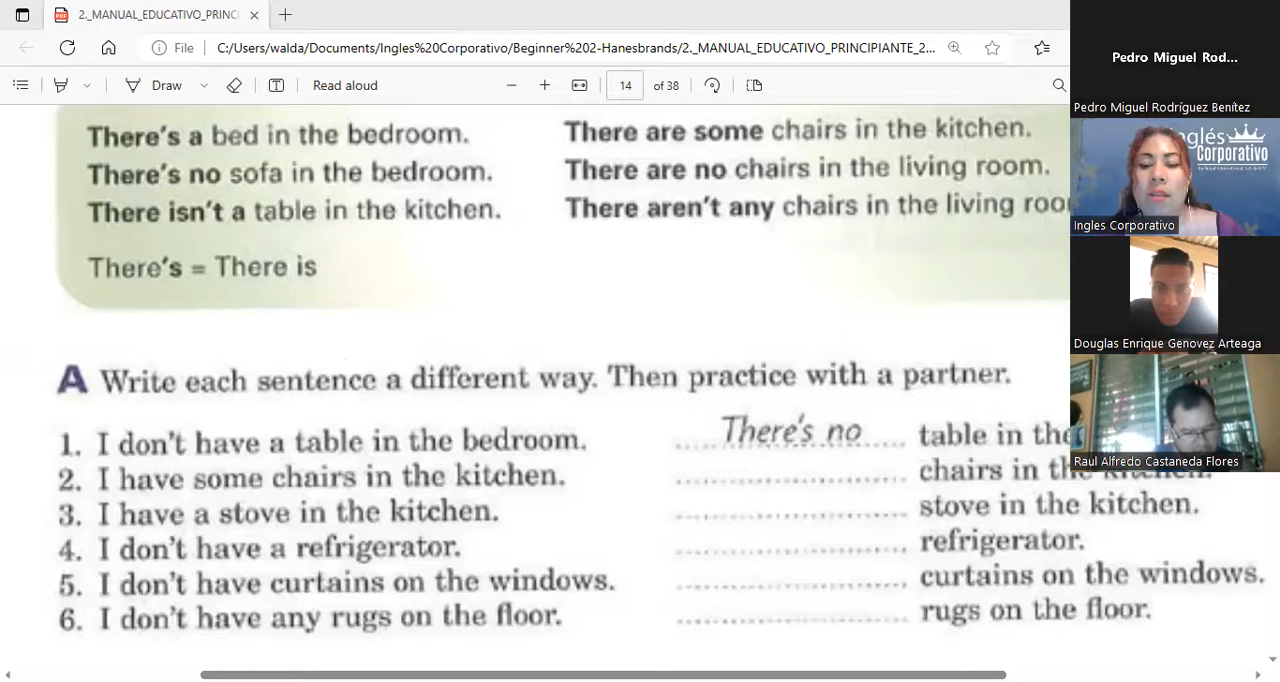 2._MANUAL_EDUCATIVO_PRINCI
File C:/Users/walda/Documents/Ingles%20Corporativo/Beginner%202-Hanesbrands/2._MANUAL_EDUCATIVO_PRINCIPIANTE_2...
Draw Read aloud 14 of 38
There's a bed in the bedroom.
There's no sofa in the bedroom.
There isn't a table in the kitchen.
There's = There is
There are some chairs in the kitchen.
There are no chairs in the living room.
There aren't any chairs in the living roo
A Write each sentence a different way. Then practice with a partner.
1. I don't have a table in the bedroom. There's no table in the
2. I have some chairs in the kitchen. chairs in the kitchen.
3. I have a stove in the kitchen. stove in the kitchen.
4. I don't have a refrigerator. refrigerator.
5. I don't have curtains on the windows. curtains on the windows.
6. I don't have any rugs on the floor. rugs on the floor.
Pedro Miguel Rod...
Pedro Miguel Rodríguez Benítez
nglés
Corporativo
Ingles Corporativo
Douglas Enrique Genovez Arteaga
Raul Alfredo Castaneda Flores